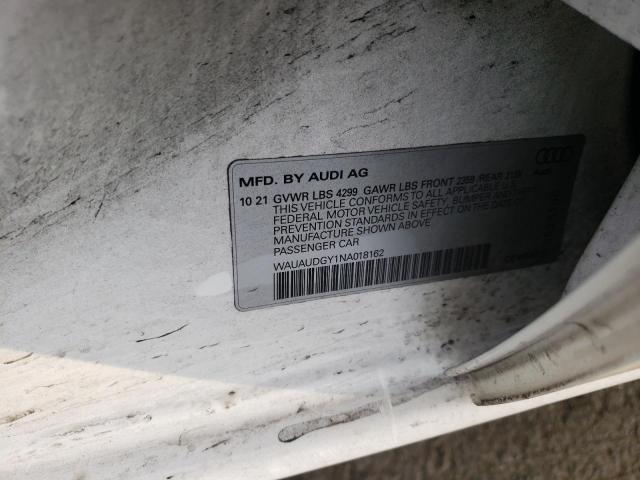 MFD. BY AUDI AG
10 21 GVWR LBS 4299 GAWR LBS FRONT 2359 REAR
THIS VEHICLE CONFORMS TO ALL APPLICABLE U.S.
FEDERAL MOTOR VEHICLE SAFETY, BUMPER AND THEFT
PREVENTION STANDARDS IN EFFECT ON THE DATE OF
MANUFACTURE SHOWN ABOVE
PASSENGER CAR
WAUAUDGY1NA018162
Audi